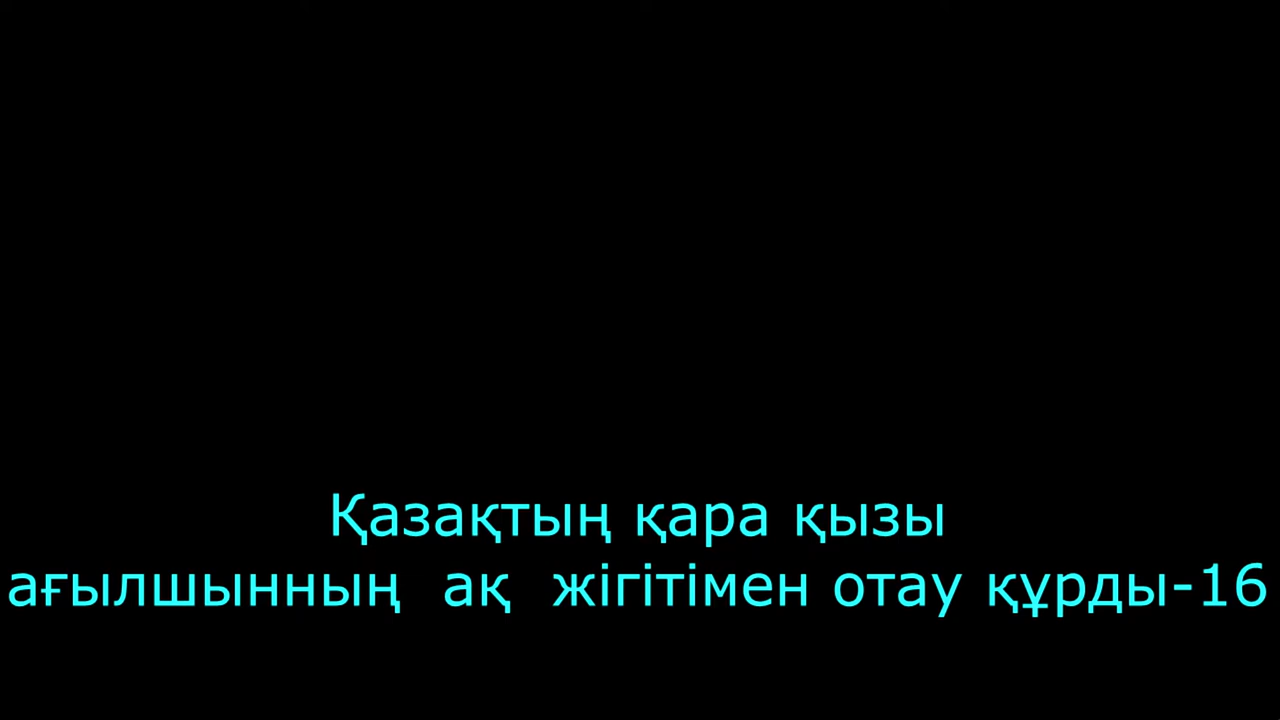 Қазақтың қара қызы
ағылшынның ақ жігітімен отау құрды-16